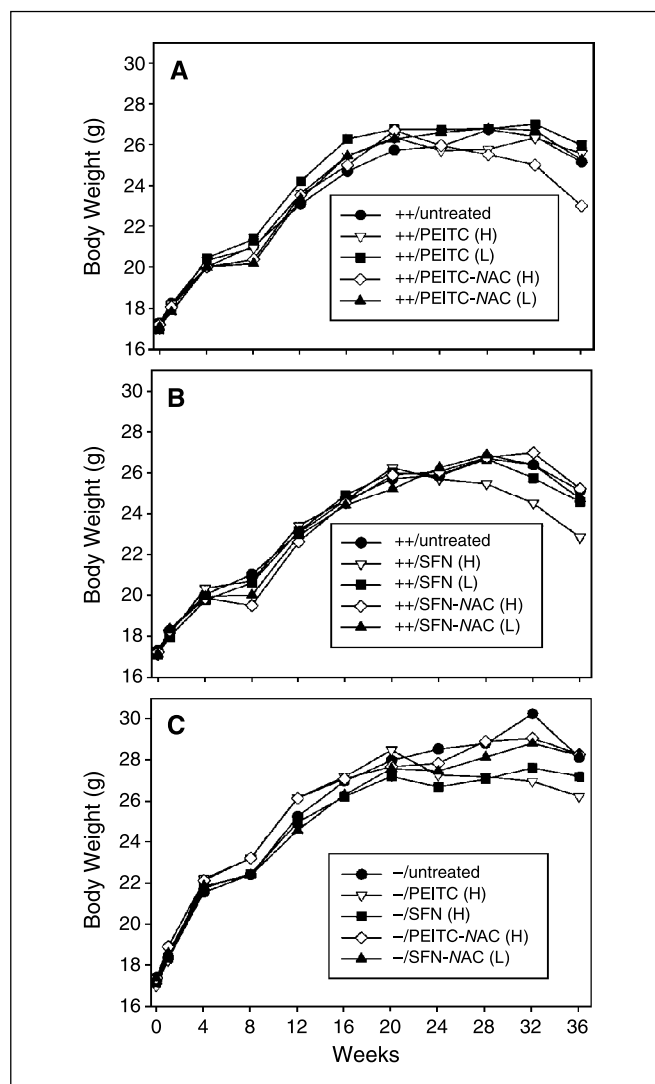 A
Body Weight (g)
30
28
26
24
22
20
18
16
++/untreated
++/PEITC (H)
++/PEITC (L)
++/PEITC-NAC (H)
++/PEITC-NAC (L)
B
Body Weight (g)
30
28
26
24
22
20
18
16
++/untreated
++/SFN (H)
++/SFN (L)
++/SFN-NAC (H)
++/SFN-NAC (L)
C
Body Weight (g)
30
28
26
24
22
20
18
16
–/untreated
–/PEITC (H)
–/SFN (H)
–/PEITC-NAC (H)
–/SFN-NAC (L)
0 4 8 12 16 20 24 28 32 36
Weeks